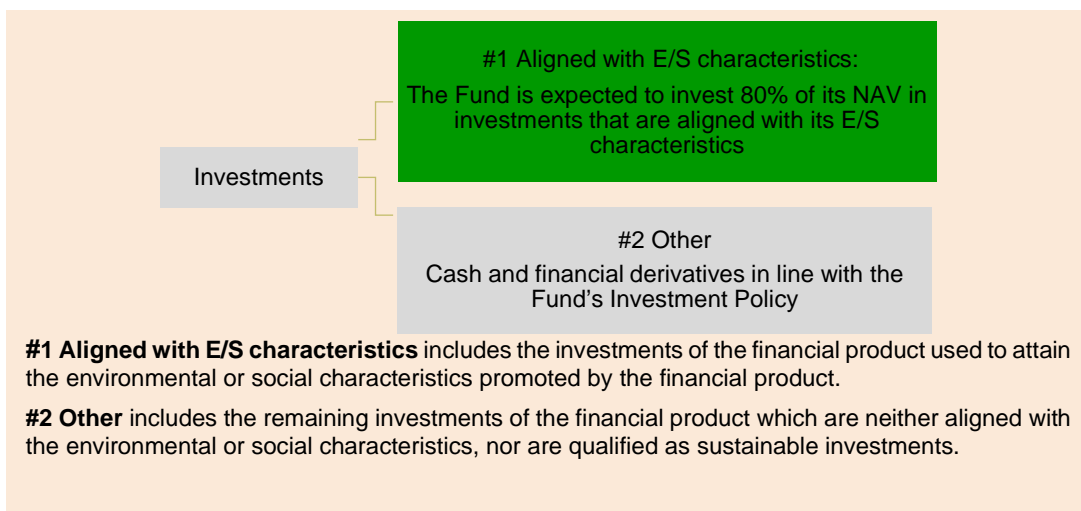 #1 Aligned with E/S characteristics:
The Fund is expected to invest 80% of its NAV in
investments that are aligned with its E/S
characteristics
Investments
#2 Other
Cash and financial derivatives in line with the
Fund's Investment Policy
#1 Aligned with E/S characteristics includes the investments of the financial product used to attain
the environmental or social characteristics promoted by the financial product.
#2 Other includes the remaining investments of the financial product which are neither aligned with
the environmental or social characteristics, nor are qualified as sustainable investments.